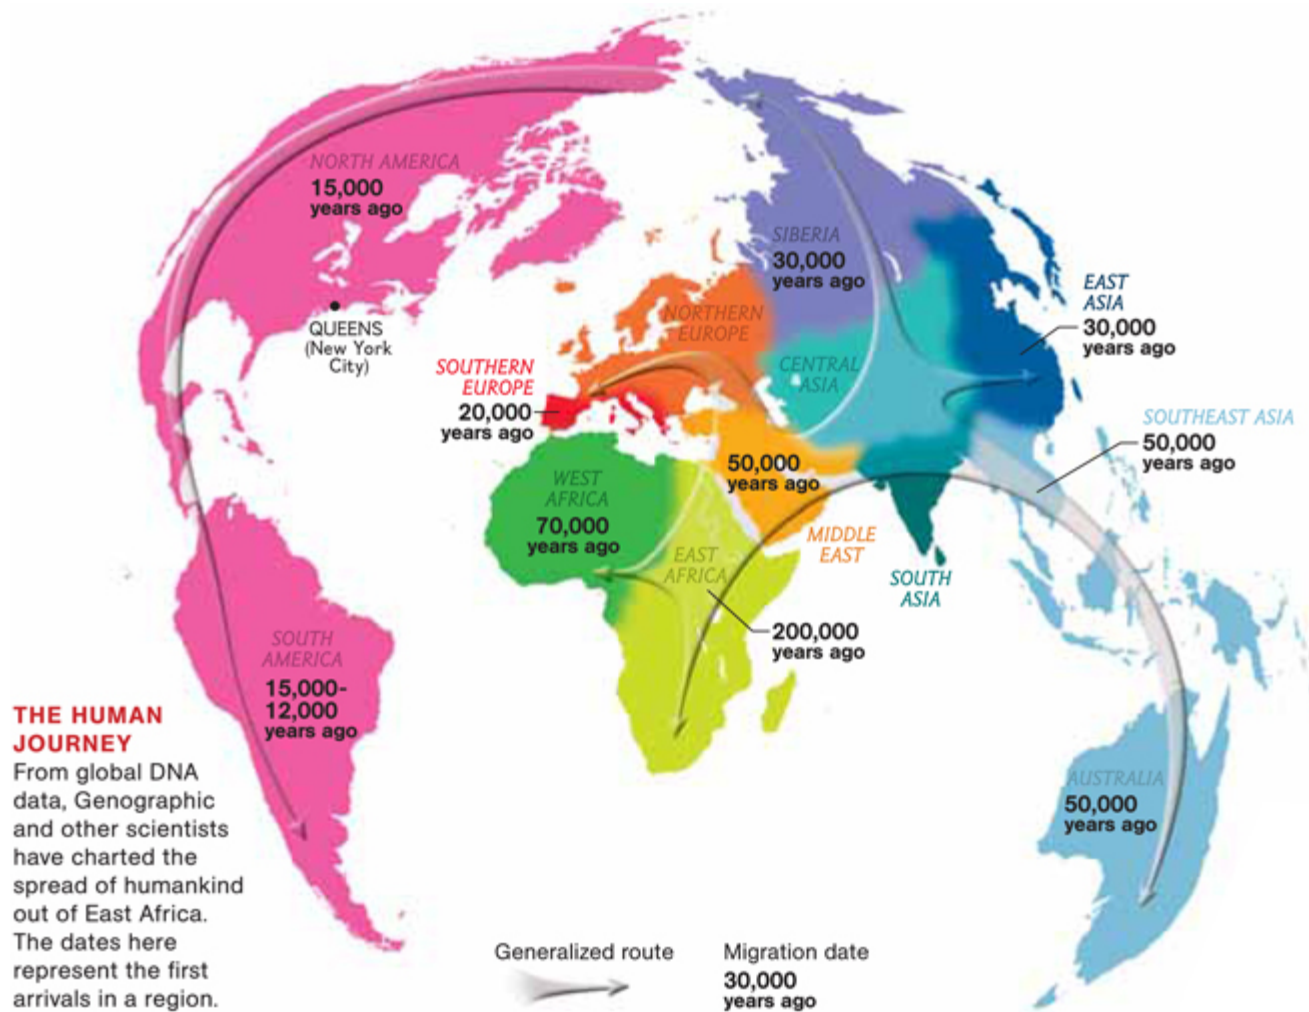 NORTH AMERICA
15,000
years ago
QUEENS
(New York
City)
SIBERIA
30,000
years ago
EAST
ASIA
30,000
years ago
NORTHERN
EUROPE
SOUTHERN
EUROPE
20,000
years ago
CENTRAL
ASIA
SOUTHEAST ASIA
50,000
years ago
WEST
AFRICA
70,000
years ago
50,000
years ago
MIDDLE
EAST
EAST
AFRICA
SOUTH
ASIA
200,000
years ago
SOUTH
AMERICA
15,000-
12,000
years ago
AUSTRALIA
50,000
years ago
THE HUMAN
JOURNEY
From global DNA
data, Genographic
and other scientists
have charted the
spread of humankind
out of East Africa.
The dates here
represent the first
arrivals in a region.
Generalized route
Migration date
30,000
years ago